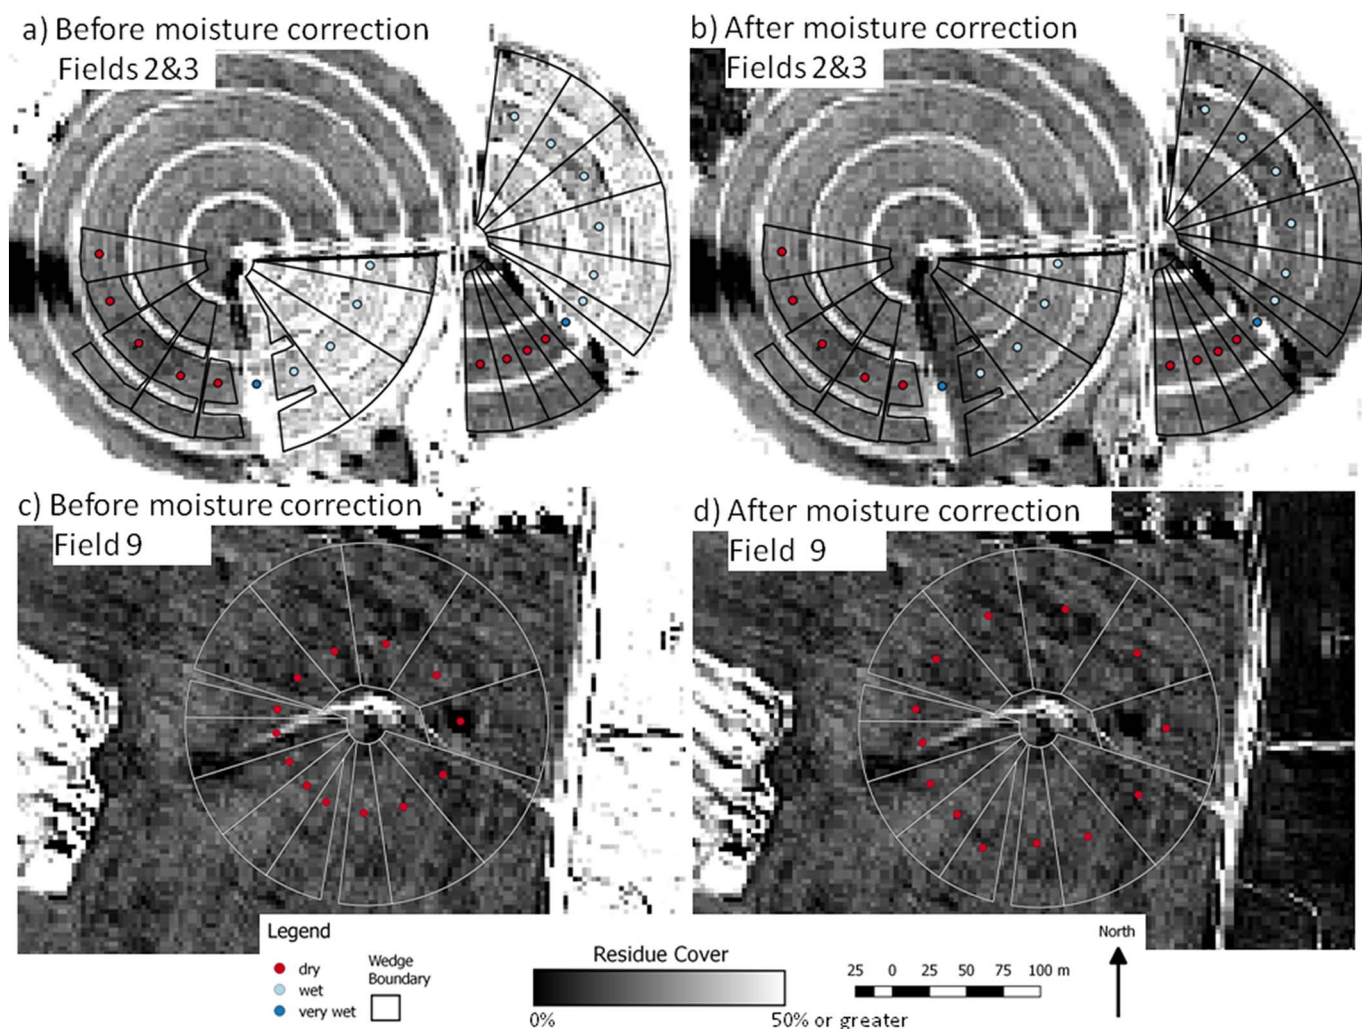 a) Before moisture correction
Fields 2&3
b) After moisture correction
Fields 2&3
c) Before moisture correction
Field 9
d) After moisture correction
Field 9
Legend
dry
wet
very wet
Wedge
Boundary
Residue Cover
0%
50% or greater
25 0 25 50 75 100 m
North